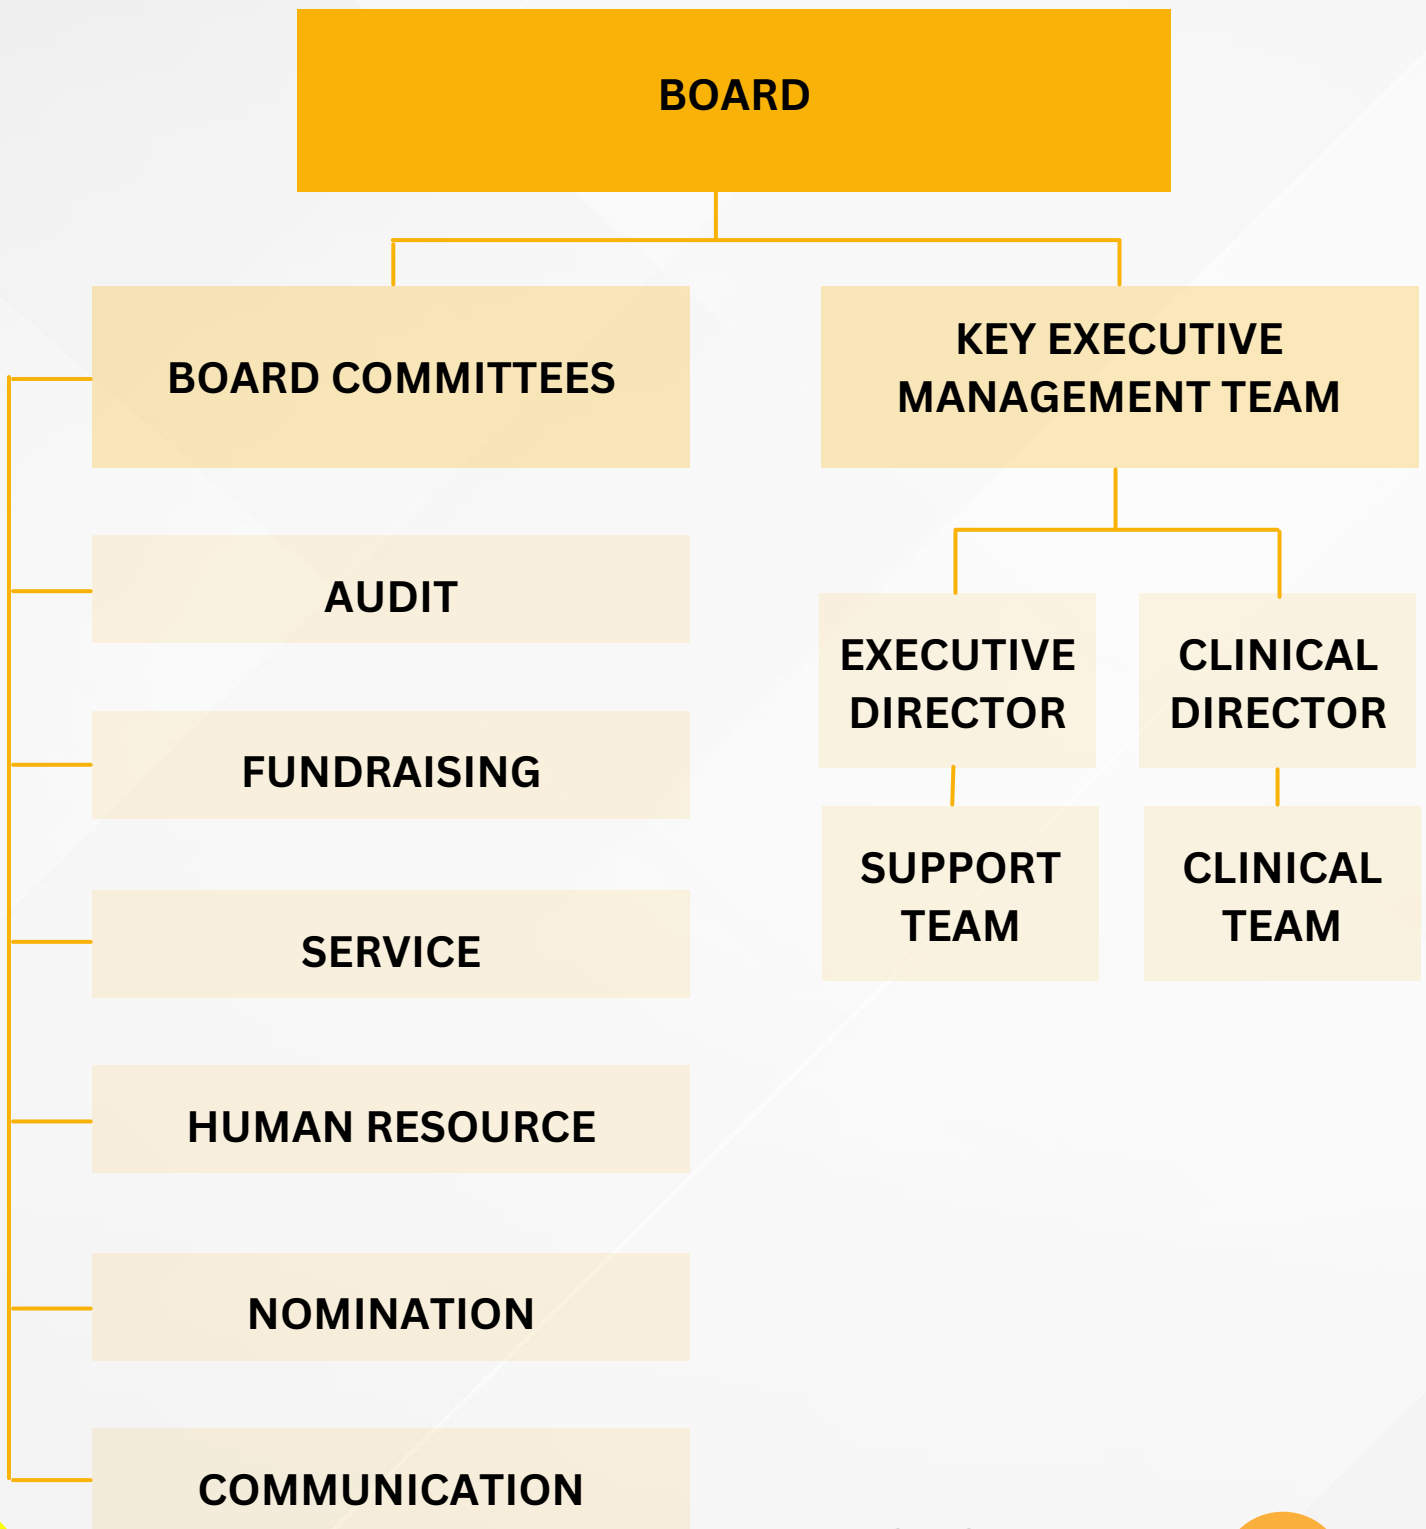 BOARD
BOARD COMMITTEES
KEY EXECUTIVE
MANAGEMENT TEAM
AUDIT
FUNDRAISING
SERVICE
HUMAN RESOURCE
NOMINATION
COMMUNICATION
EXECUTIVE
DIRECTOR
CLINICAL
DIRECTOR
SUPPORT
TEAM
CLINICAL
TEAM